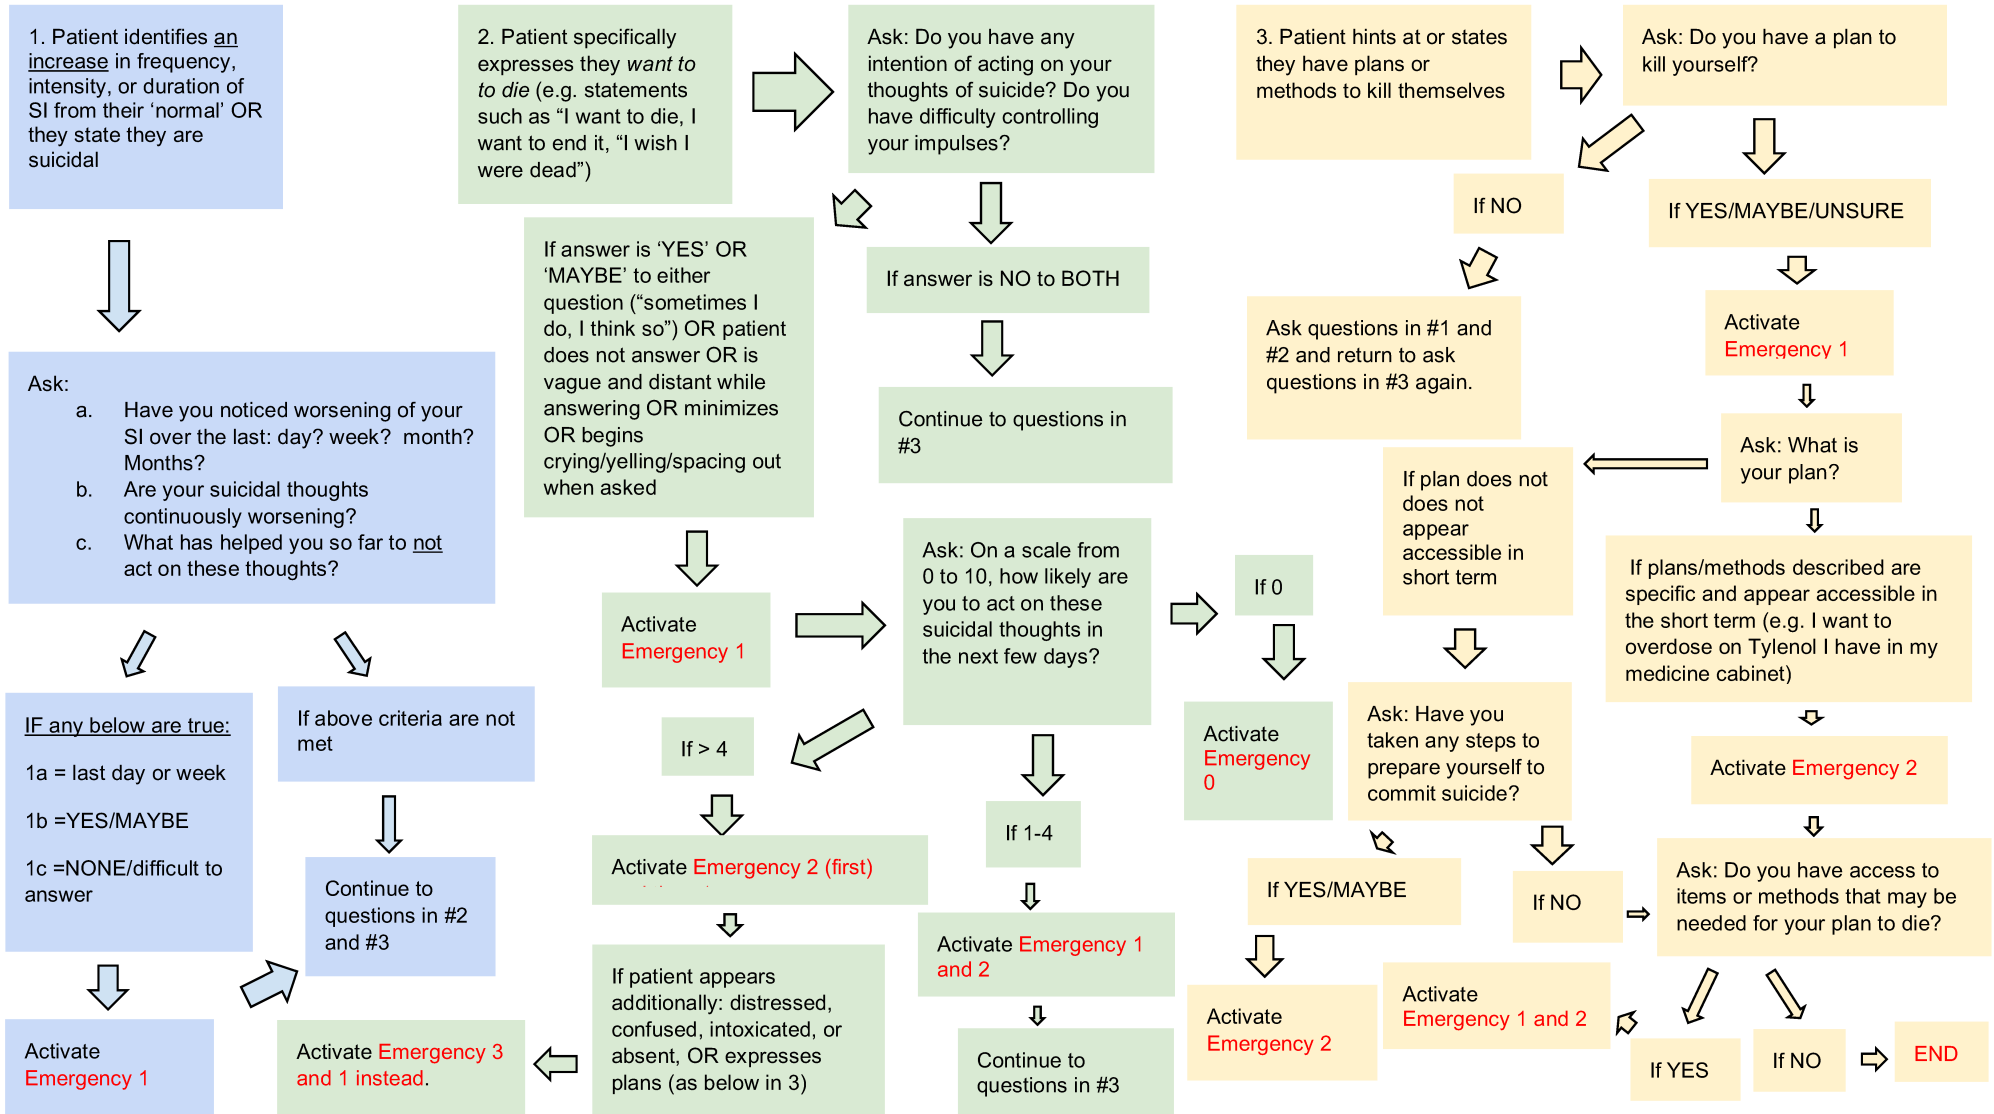 1. Patient identifies an
increase in frequency,
intensity, or duration of
SI from their ‘normal’ OR
they state they are
suicidal
Ask:
a. Have you noticed worsening of your
SI over the last: day? week? month?
Months?
b. Are your suicidal thoughts
continuously worsening?
c. What has helped you so far to not
act on these thoughts?
IF any below are true:
1a = last day or week
1b =YES/MAYBE
1c =NONE/difficult to
answer
If above criteria are not
met
Continue to
questions in #2
and #3
Activate
Emergency 1
2. Patient specifically
expresses they want to
to die (e.g. statements
such as “I want to die, I
want to end it, “I wish I
were dead”)
Ask: Do you have any
intention of acting on your
thoughts of suicide? Do you
have difficulty controlling
your impulses?
If answer is ‘YES’ OR
‘MAYBE’ to either
question (“sometimes I
do, I think so”) OR patient
does not answer OR is
vague and distant while
answering OR minimizes
OR begins
crying/yelling/spacing out
when asked
If answer is NO to BOTH
Continue to questions in
#3
Activate
Emergency 1
Ask: On a scale from
0 to 10, how likely are
you to act on these
suicidal thoughts in
the next few days?
If 0
Activate
Emergency
0
If > 4
Activate Emergency 2 (first)
If 1-4
Activate Emergency 1
and 2
Continue to
questions in #3
If patient appears
additionally: distressed,
confused, intoxicated, or
absent, OR expresses
plans (as below in 3)
Activate Emergency 3
and 1 instead.
3. Patient hints at or states
they have plans or
methods to kill themselves
Ask: Do you have a plan to
kill yourself?
If NO
If YES/MAYBE/UNSURE
Ask questions in #1 and
#2 and return to ask
questions in #3 again.
Activate
Emergency 1
Ask: What is
your plan?
If plan does not
does not
appear
accessible in
short term
If plans/methods described are
specific and appear accessible in
the short term (e.g. I want to
overdose on Tylenol I have in my
medicine cabinet)
Ask: Have you
taken any steps to
prepare yourself to
commit suicide?
Activate Emergency 2
If YES/MAYBE
If NO
Ask: Do you have access to
items or methods that may be
needed for your plan to die?
Activate
Emergency 2
Activate
Emergency 1 and 2
If YES
If NO
END